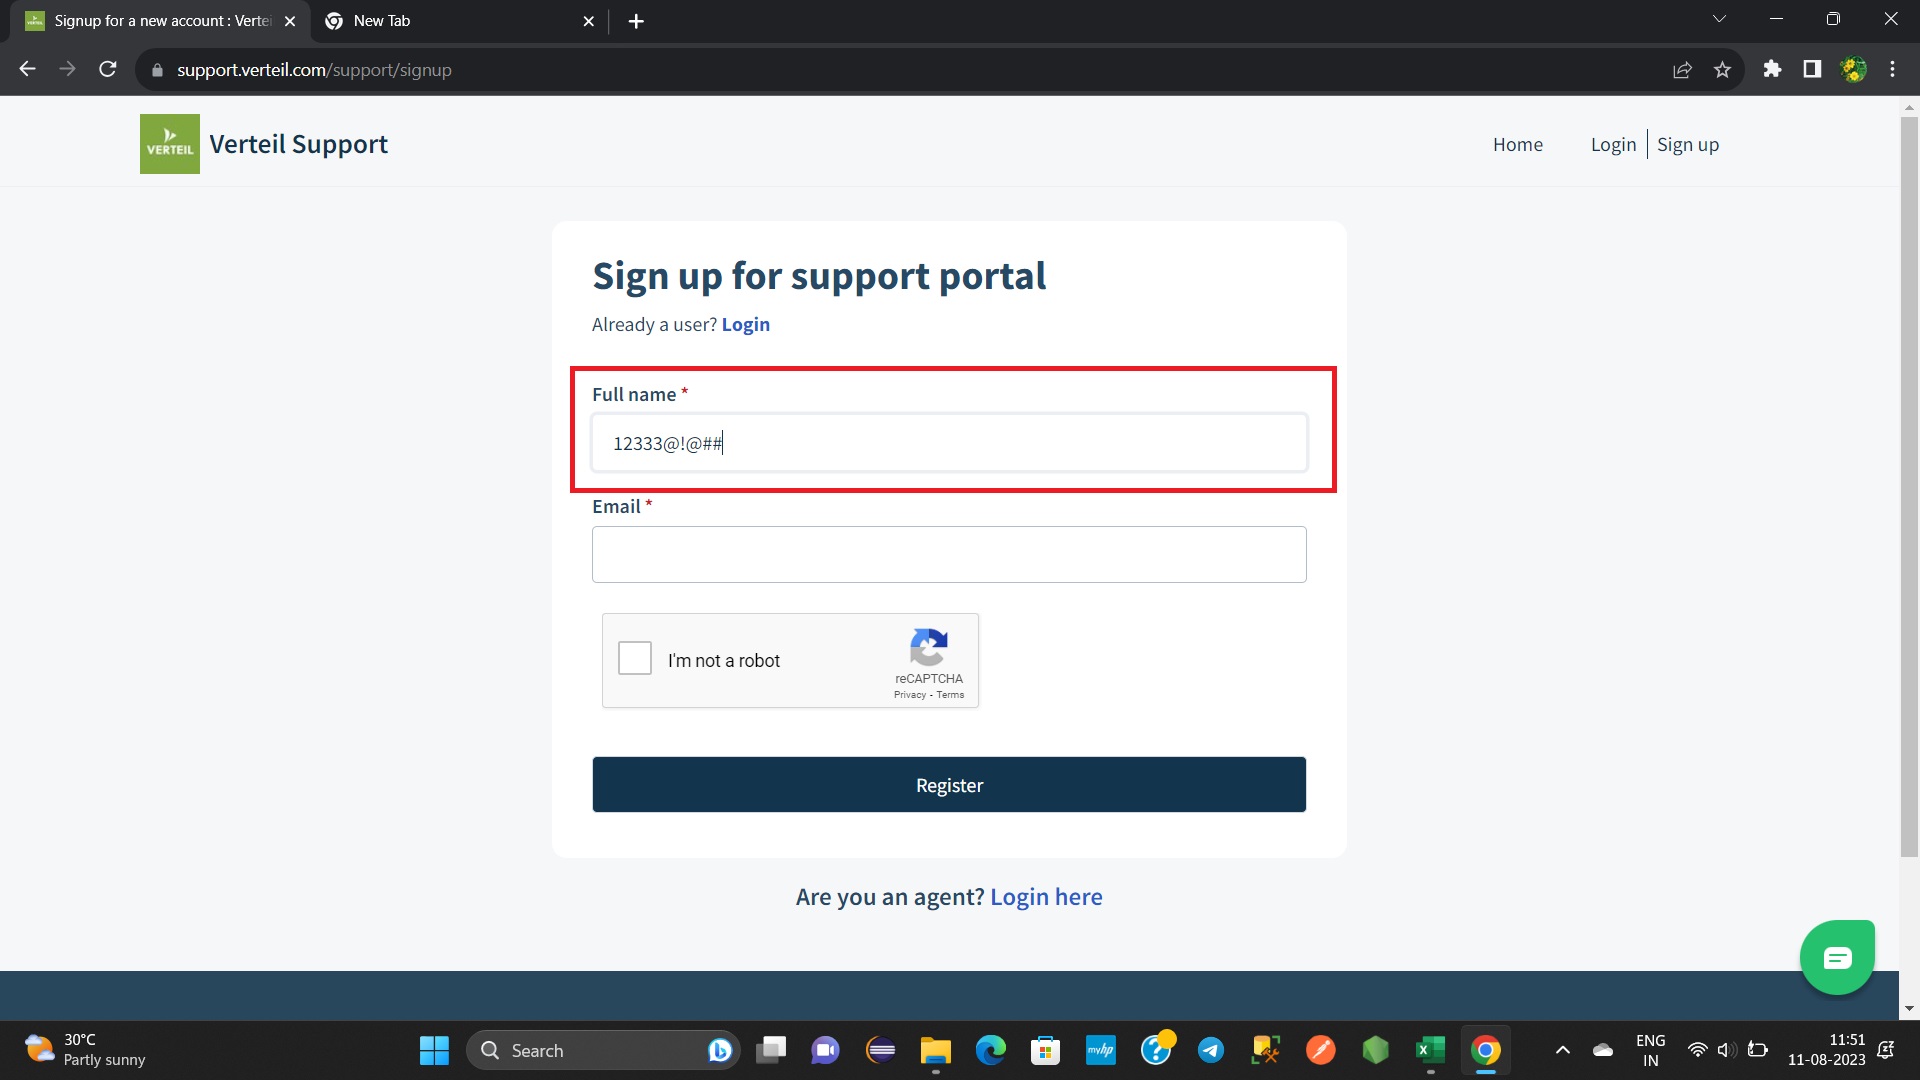 Signup for a new account : Vertei
New Tab
support.verteil.com/support/signup
VERTEIL
Verteil Support
Home
Login
Sign up
Sign up for support portal
Already a user? Login
Full name *
12333@!@##
Email *
I'm not a robot
reCAPTCHA
Privacy - Terms
Register
Are you an agent? Login here
30°C
Partly sunny
Search
myhp
ENG
IN
11:51
11-08-2023